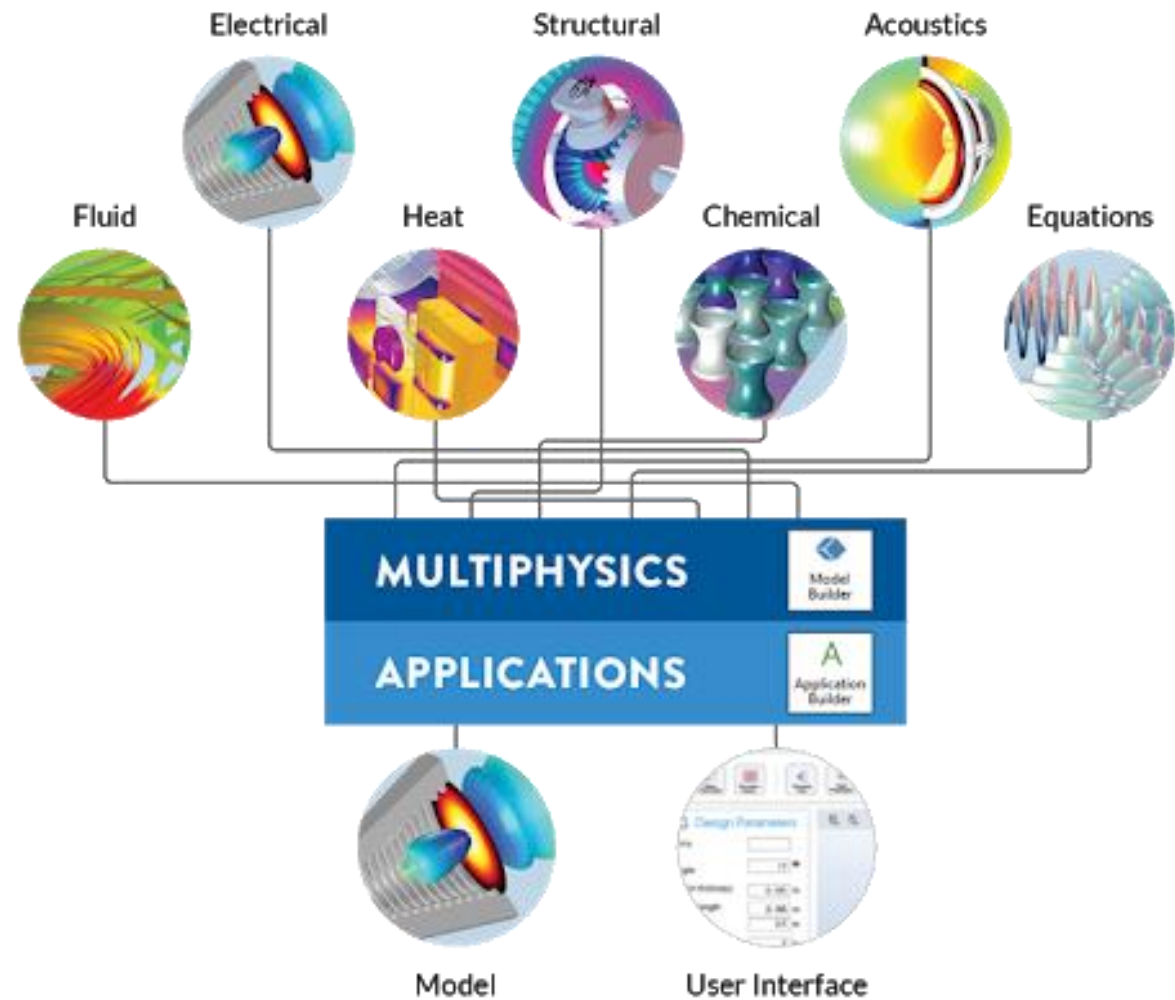 Electrical
Structural
Acoustics
Fluid
Heat
Chemical
Equations
MULTIPHYSICS
Model
Builder
APPLICATIONS
A
Application
Builder
Design Parameters
Model
User Interface